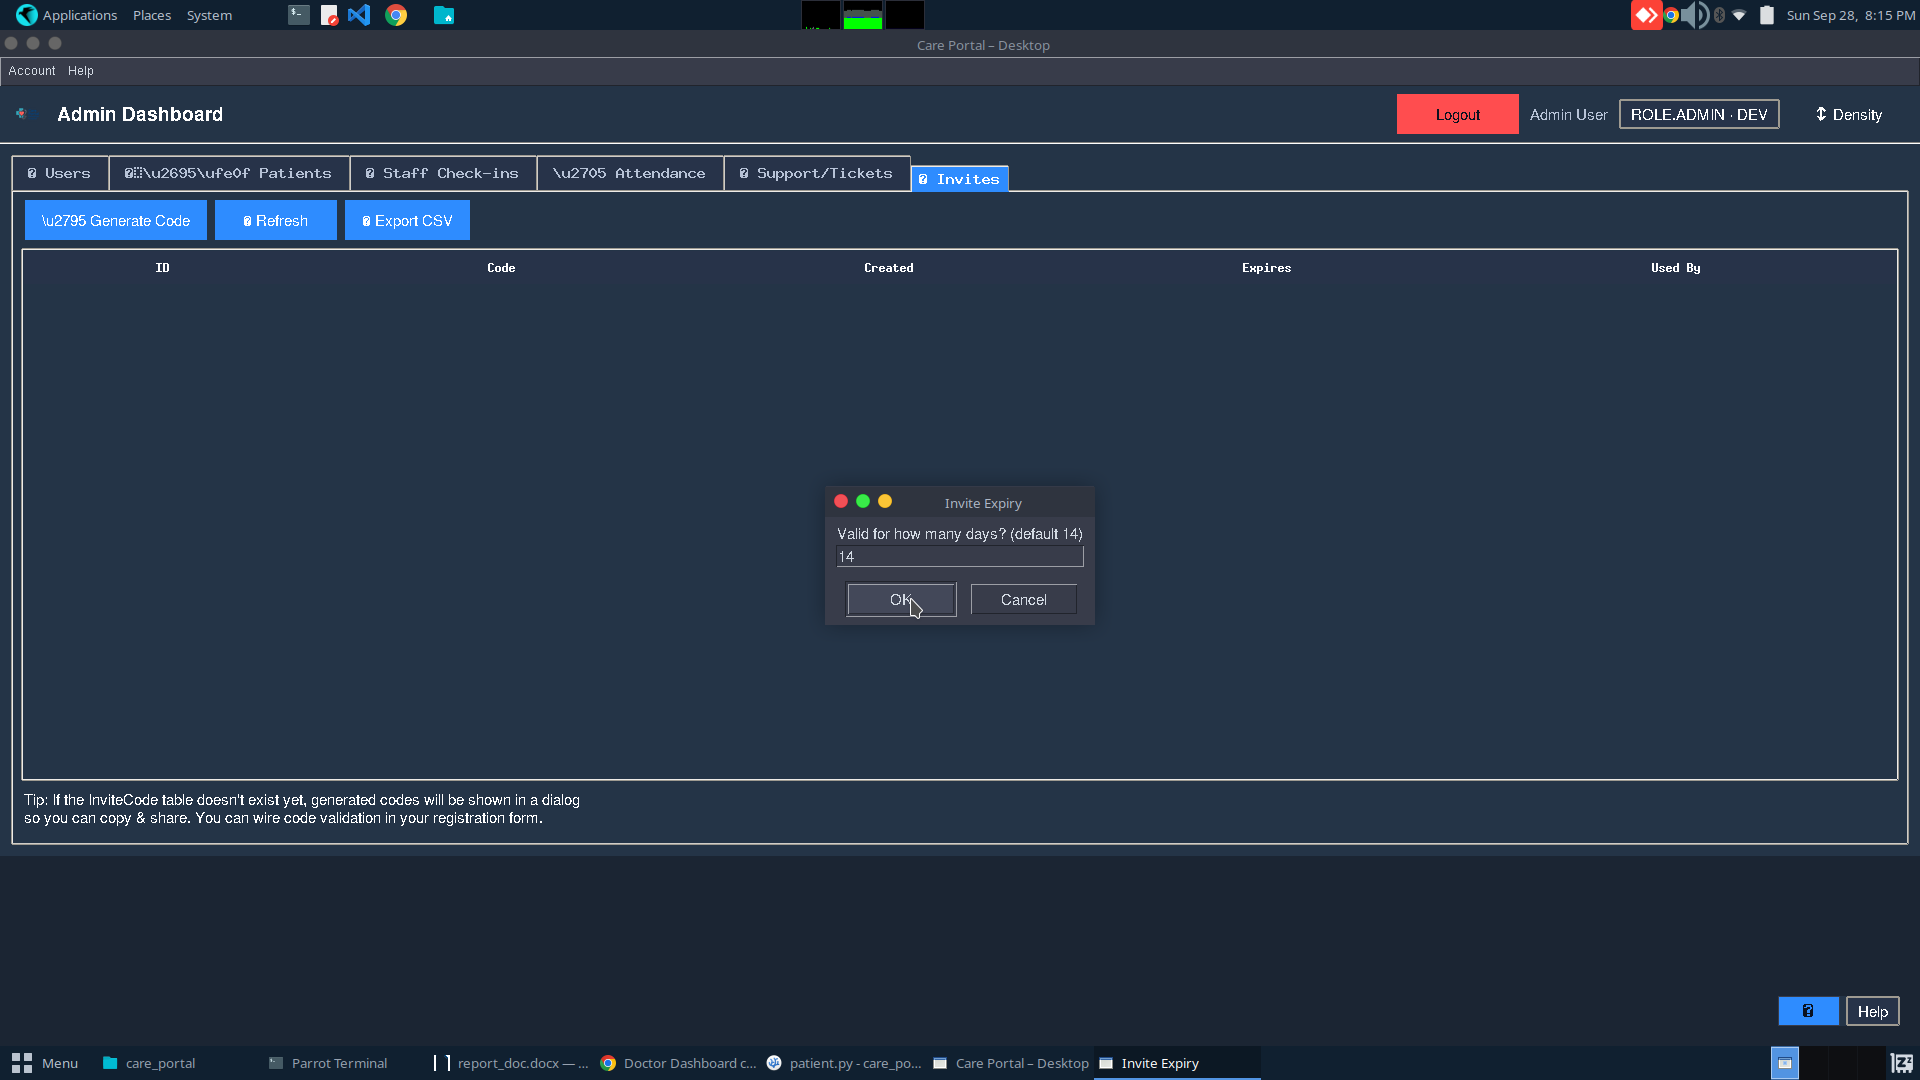 Applications Places System
Sun Sep 28, 8:15 PM
Care Portal – Desktop
Account Help
Admin Dashboard
Logout Admin User ROLE.ADMIN · DEV ↕ Density
Users \u2695\ufe0f Patients Staff Check-ins \u2705 Attendance Support/Tickets Invites
\u2795 Generate Code Refresh Export CSV
ID Code Created Expires Used By
Invite Expiry
Valid for how many days? (default 14)
14
OK Cancel
Tip: If the InviteCode table doesn't exist yet, generated codes will be shown in a dialog
so you can copy & share. You can wire code validation in your registration form.
Help
Menu care_portal Parrot Terminal report_doc.docx — ... Doctor Dashboard c... patient.py - care_po... Care Portal – Desktop Invite Expiry